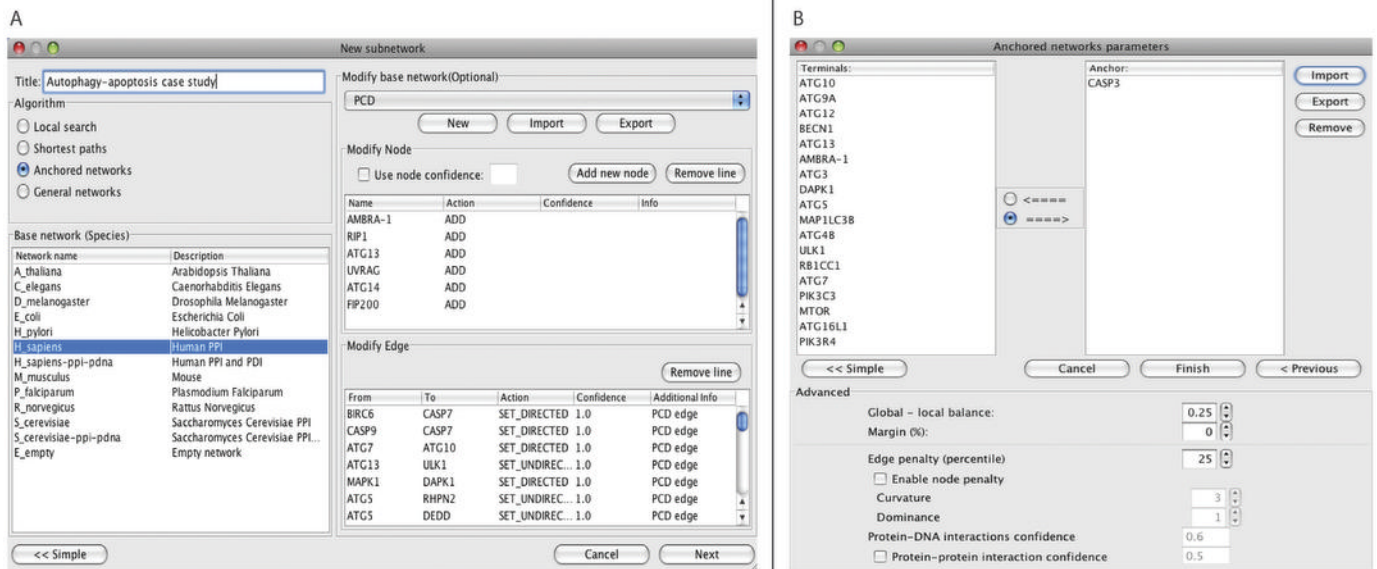 A
New subnetwork
Title: Autophagy-apoptosis case study
Algorithm
Local search
Shortest paths
Anchored networks
General networks
Base network (Species)
Network name Description
A_thaliana Arabidopsis Thaliana
C_elegans Caenorhabditis Elegans
D_melanogaster Drosophila Melanogaster
E_coli Escherichia Coli
H_pylori Helicobacter Pylori
H_sapiens Human PPI
H_sapiens-ppi-pdna Human PPI and PDI
M_musculus Mouse
P_falciparum Plasmodium Falciparum
R_norvegicus Rattus Norvegicus
S_cerevisiae Saccharomyces Cerevisiae PPI
S_cerevisiae-ppi-pdna Saccharomyces Cerevisiae PPI...
E_empty Empty network
<< Simple
Modify base network(Optional)
PCD
New Import Export
Modify Node
Use node confidence: Add new node Remove line
Name Action Confidence Info
AMBRA-1 ADD
RIP1 ADD
ATG13 ADD
UVRAG ADD
ATG14 ADD
FIP200 ADD
Modify Edge
Remove line
From To Action Confidence Additional Info
BIRC6 CASP7 SET_DIRECTED 1.0 PCD edge
CASP9 CASP7 SET_DIRECTED 1.0 PCD edge
ATG7 ATG10 SET_DIRECTED 1.0 PCD edge
ATG13 ULK1 SET_UNDIREC... 1.0 PCD edge
MAPK1 DAPK1 SET_DIRECTED 1.0 PCD edge
ATG5 RHPN2 SET_UNDIREC... 1.0 PCD edge
ATG5 DEDD SET_UNDIREC... 1.0 PCD edge
Cancel Next
B
Anchored networks parameters
Terminals:
ATG10
ATG9A
ATG12
BECN1
ATG13
AMBRA-1
ATG3
DAPK1
ATG5
MAP1LC3B
ATG4B
ULK1
RB1CC1
ATG7
PIK3C3
MTOR
ATG16L1
PIK3R4
<====
====>
Anchor:
CASP3
Import
Export
Remove
<< Simple Cancel Finish < Previous
Advanced
Global - local balance: 0.25
Margin (%): 0
Edge penalty (percentile) 25
Enable node penalty
Curvature 3
Dominance 1
Protein-DNA interactions confidence 0.6
Protein-protein interaction confidence 0.5